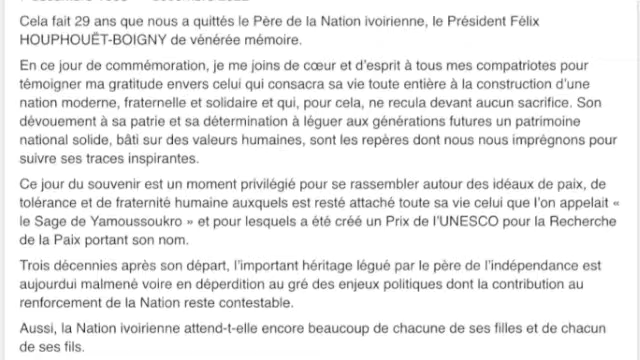 Cela fait 29 ans que nous a quittés le Père de la Nation ivoirienne, le Président Félix
HOUPHOUËT-BOIGNY de vénérée mémoire.
En ce jour de commémoration, je me joins de cœur et d'esprit à tous mes compatriotes pour
témoigner ma gratitude envers celui qui consacra sa vie toute entière à la construction d'une
nation moderne, fraternelle et solidaire et qui, pour cela, ne recula devant aucun sacrifice. Son
dévouement à sa patrie et sa détermination à léguer aux générations futures un patrimoine
national solide, bâti sur des valeurs humaines, sont les repères dont nous nous imprégnons pour
suivre ses traces inspirantes.
Ce jour du souvenir est un moment privilégié pour se rassembler autour des idéaux de paix, de
tolérance et de fraternité humaine auxquels est resté attaché toute sa vie celui que l'on appelait «
le Sage de Yamoussoukro » et pour lesquels a été créé un Prix de l'UNESCO pour la Recherche
de la Paix portant son nom.
Trois décennies après son départ, l'important héritage légué par le père de l'indépendance est
aujourdui malmené voire en déperdition au gré des enjeux politiques dont la contribution au
renforcement de la Nation reste contestable.
Aussi, la Nation ivoirienne attend-t-elle encore beaucoup de chacune de ses filles et de chacun
de ses fils.